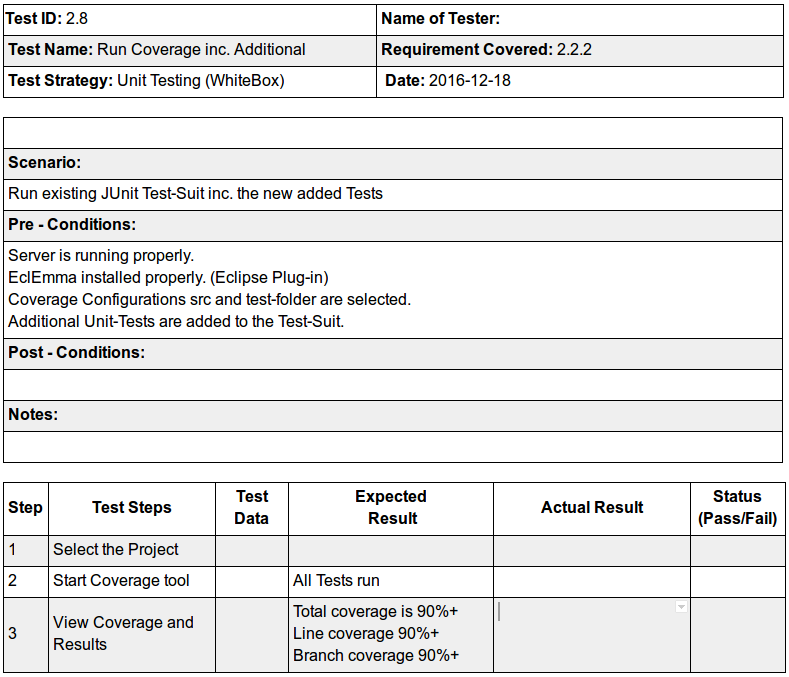 Test ID: 2.8
Name of Tester:
Test Name: Run Coverage inc. Additional
Requirement Covered: 2.2.2
Test Strategy: Unit Testing (WhiteBox)
Date: 2016-12-18
Scenario:
Run existing JUnit Test-Suit inc. the new added Tests
Pre - Conditions:
Server is running properly.
EclEmma installed properly. (Eclipse Plug-in)
Coverage Configurations src and test-folder are selected.
Additional Unit-Tests are added to the Test-Suit.
Post - Conditions:
Notes:
Step
Test Steps
Test
Data
Expected
Result
Actual Result
Status
(Pass/Fail)
1
Select the Project
2
Start Coverage tool
All Tests run
3
View Coverage and
Results
Total coverage is 90%+
Line coverage 90%+
Branch coverage 90%+